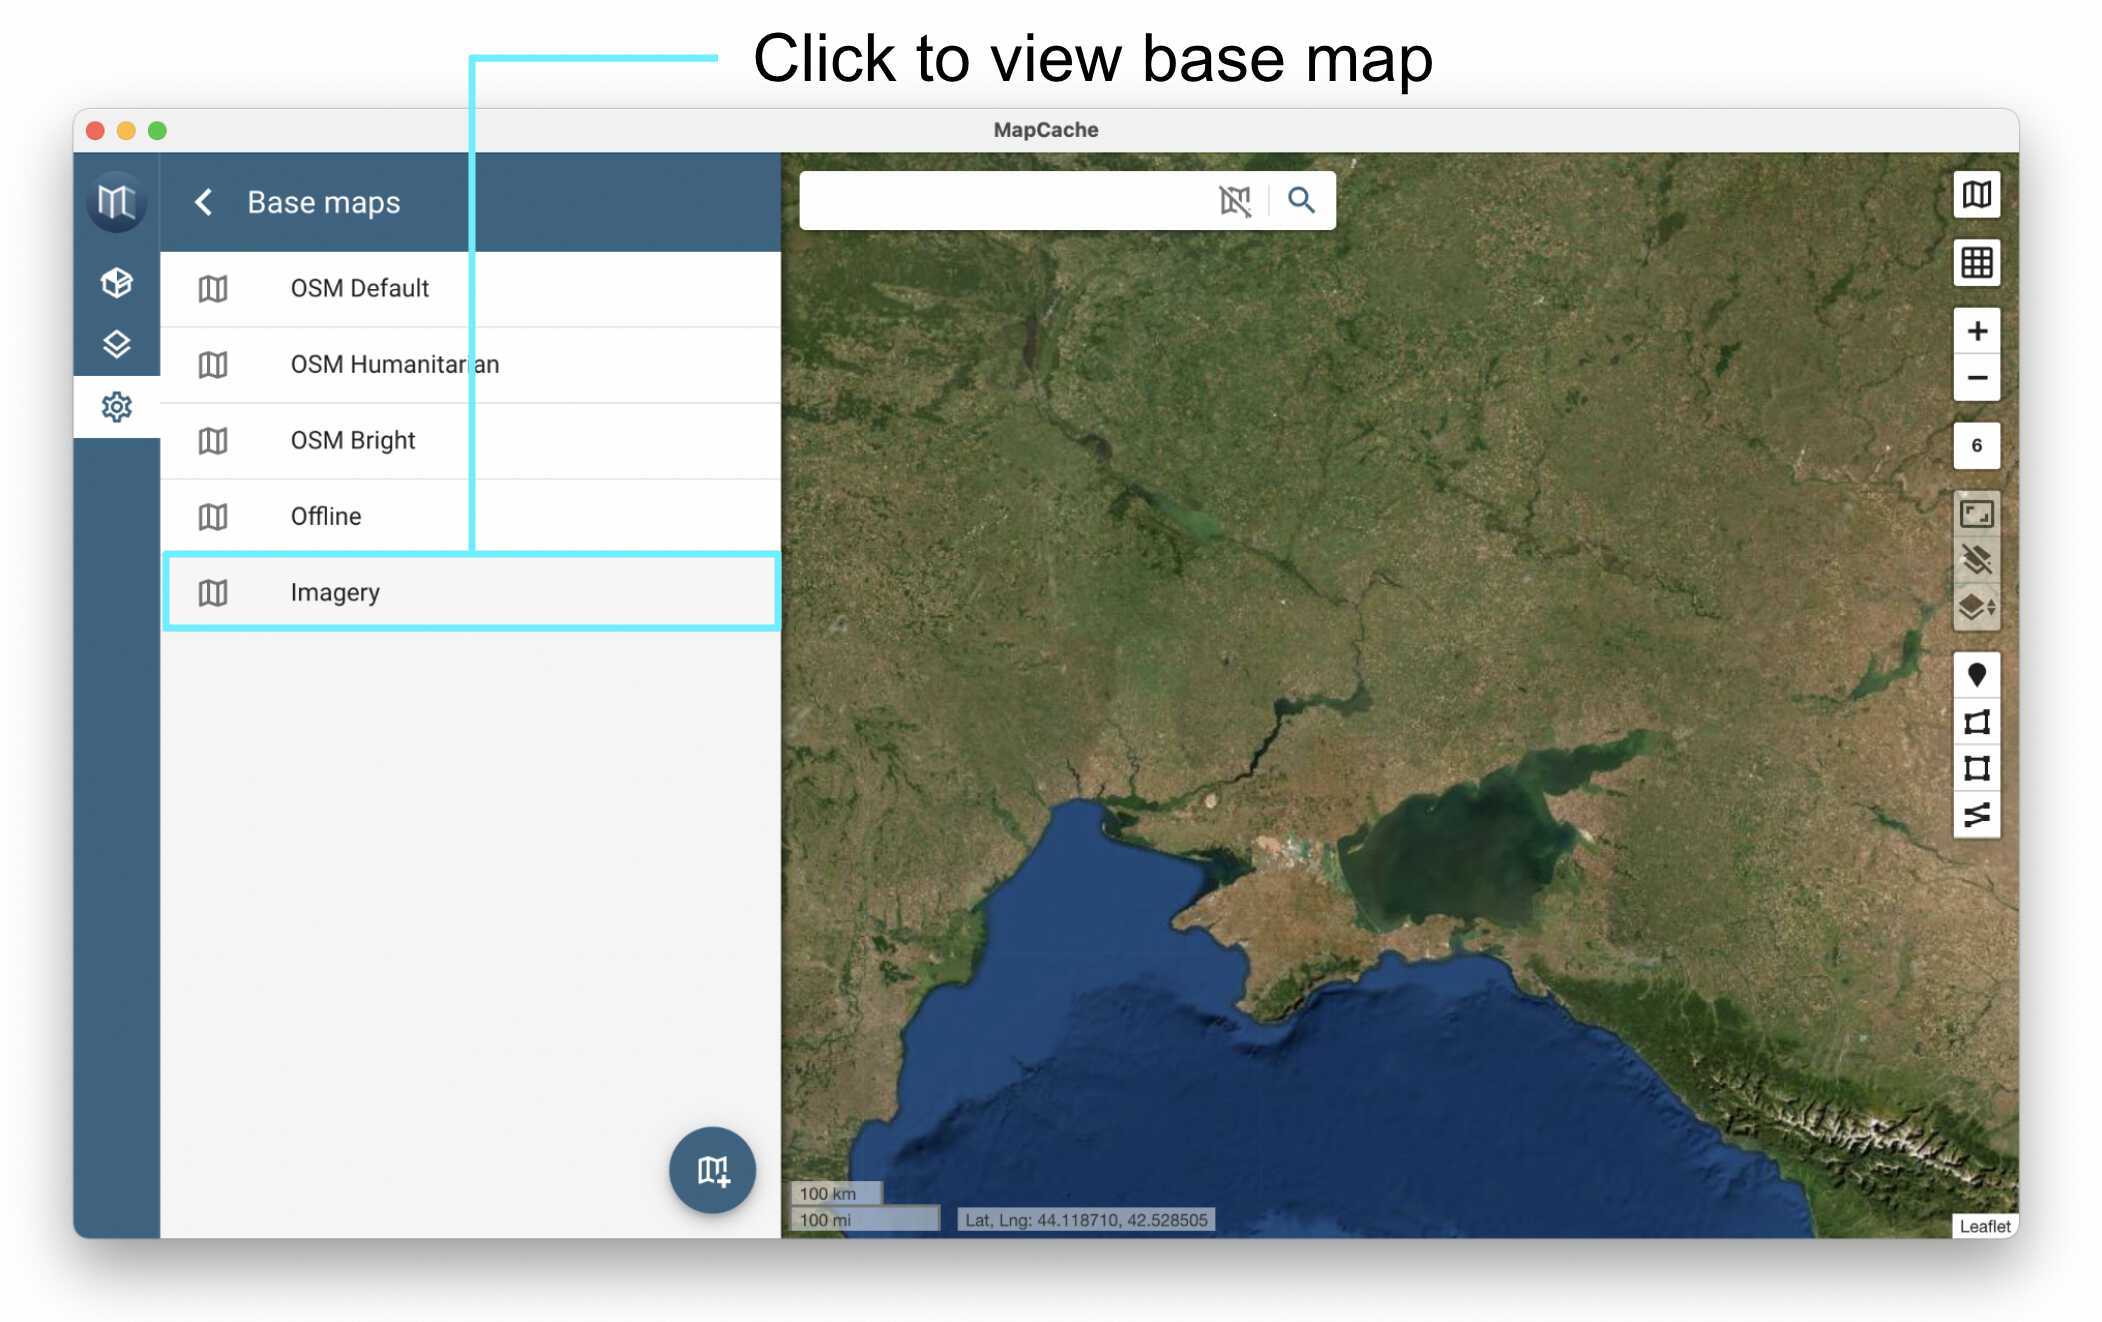 Click to view base map
MapCache
Base maps
OSM Default
OSM Humanitarian
OSM Bright
Offline
Imagery
+
−
6
100 km
100 mi
Lat, Lng: 44.118710, 42.528505
Leaflet